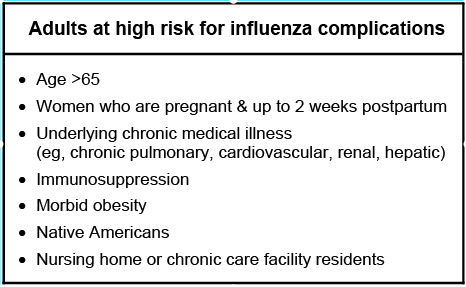 Adults at high risk for influenza complications
• Age >65
• Women who are pregnant & up to 2 weeks postpartum
• Underlying chronic medical illness
(eg, chronic pulmonary, cardiovascular, renal, hepatic)
• Immunosuppression
• Morbid obesity
• Native Americans
• Nursing home or chronic care facility residents